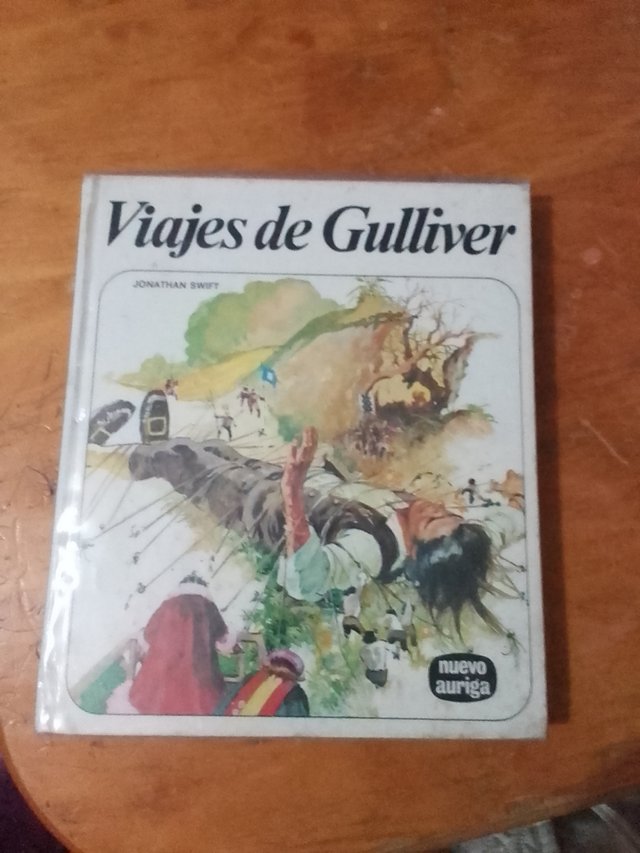 Viajes de Gulliver
JONATHAN SWIFT
nuevo
auriga